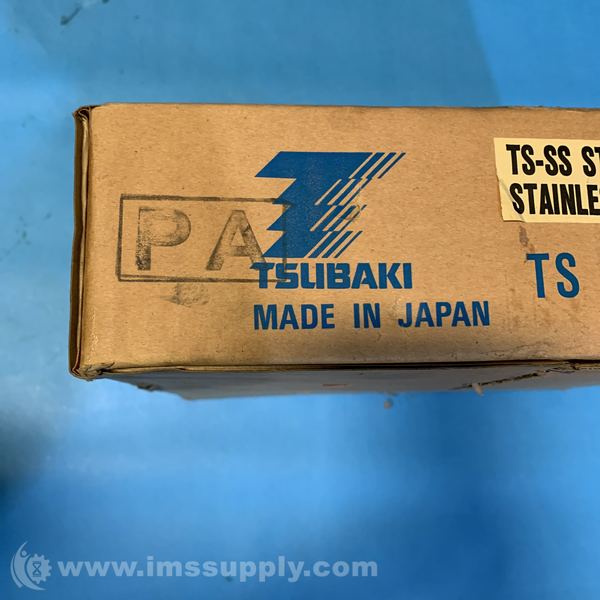 TS-SS ST
STAINLE
PA
TSUBAKI
TS
MADE IN JAPAN
www.imssupply.com